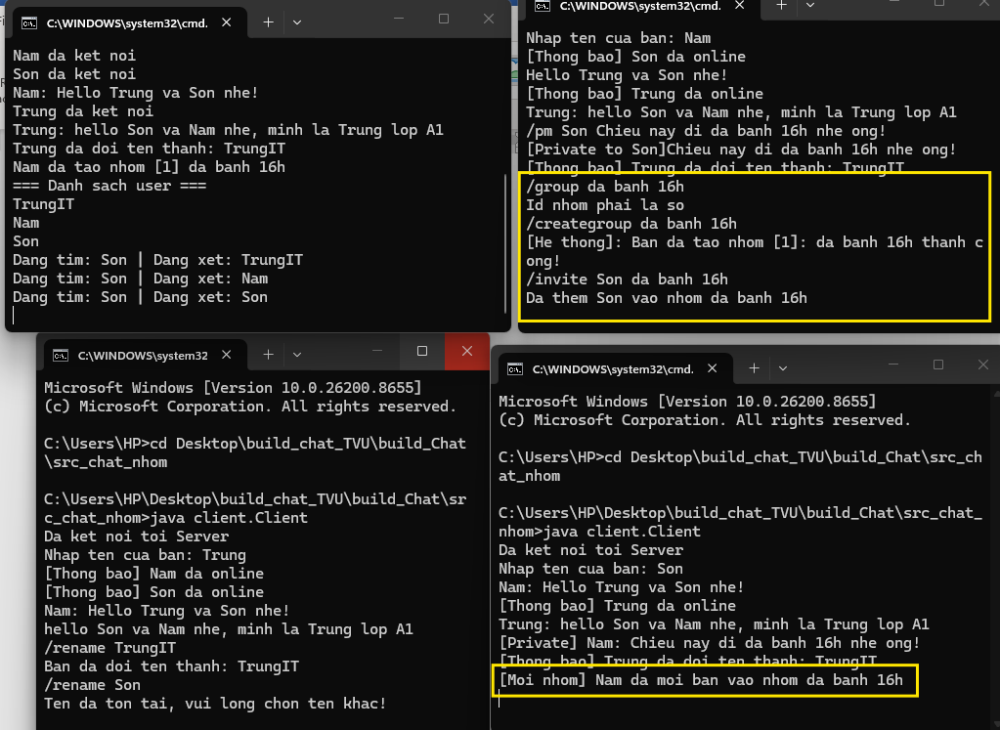 C:\WINDOWS\system32\cmd.
Nam da ket noi
Son da ket noi
Nam: Hello Trung va Son nhe!
Trung da ket noi
Trung: hello Son va Nam nhe, minh la Trung lop A1
Trung da doi ten thanh: TrungIT
Nam da tao nhom [1] da banh 16h
=== Danh sach user ===
TrungIT
Nam
Son
Dang tim: Son | Dang xet: TrungIT
Dang tim: Son | Dang xet: Nam
Dang tim: Son | Dang xet: Son
C:\WINDOWS\system32\cmd.
Nhap ten cua ban: Nam
[Thong bao] Son da online
Hello Trung va Son nhe!
[Thong bao] Trung da online
Trung: hello Son va Nam nhe, minh la Trung lop A1
/pm Son Chieu nay di da banh 16h nhe ong!
[Private to Son]Chieu nay di da banh 16h nhe ong!
[Thong bao] Trung da doi ten thanh: TrungIT
/group da banh 16h
Id nhom phai la so
/creategroup da banh 16h
[He thong]: Ban da tao nhom [1]: da banh 16h thanh c
ong!
/invite Son da banh 16h
Da them Son vao nhom da banh 16h
C:\WINDOWS\system32
Microsoft Windows [Version 10.0.26200.8655]
(c) Microsoft Corporation. All rights reserved.
C:\Users\HP>cd Desktop\build_chat_TVU\build_Chat
\src_chat_nhom
C:\Users\HP\Desktop\build_chat_TVU\build_Chat\sr
c_chat_nhom>java client.Client
Da ket noi toi Server
Nhap ten cua ban: Trung
[Thong bao] Nam da online
[Thong bao] Son da online
Nam: Hello Trung va Son nhe!
hello Son va Nam nhe, minh la Trung lop A1
/rename TrungIT
Ban da doi ten thanh: TrungIT
/rename Son
Ten da ton tai, vui long chon ten khac!
C:\WINDOWS\system32\cmd.
Microsoft Windows [Version 10.0.26200.8655]
(c) Microsoft Corporation. All rights reserved.
C:\Users\HP>cd Desktop\build_chat_TVU\build_Chat\src_ch
at_nhom
C:\Users\HP\Desktop\build_chat_TVU\build_Chat\src_chat_
nhom>java client.Client
Da ket noi toi Server
Nhap ten cua ban: Son
Nam: Hello Trung va Son nhe!
[Thong bao] Trung da online
Trung: hello Son va Nam nhe, minh la Trung lop A1
[Private] Nam: Chieu nay di da banh 16h nhe ong!
[Thong bao] Trung da doi ten thanh: TrungIT
[Moi nhom] Nam da moi ban vao nhom da banh 16h